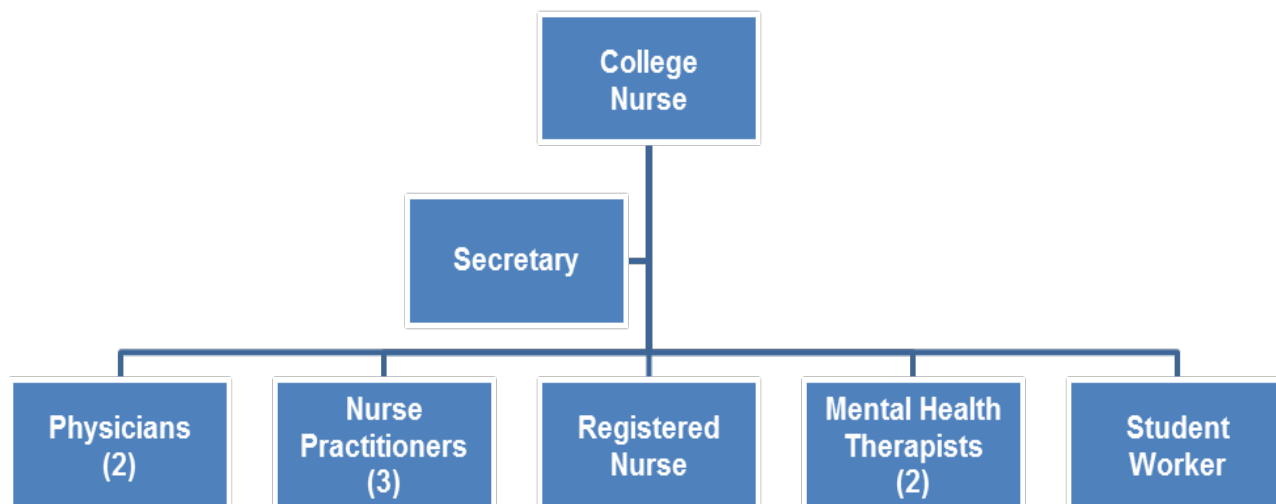 College
Nurse
Secretary
Physicians
(2)
Nurse
Practitioners
(3)
Registered
Nurse
Mental Health
Therapists
(2)
Student
Worker